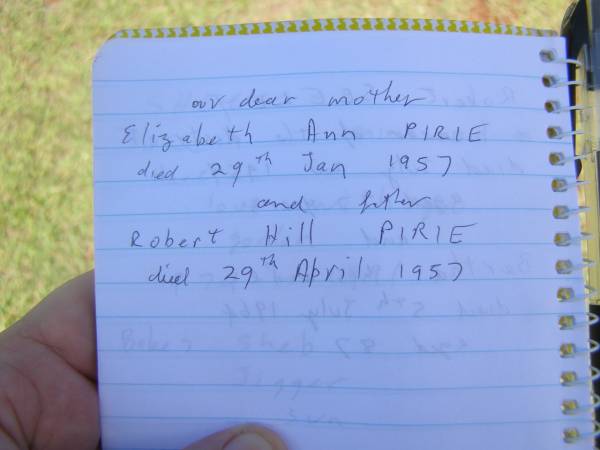 our dear mother
Elizabeth Ann PIRIE
died 29th Jan 1957
and father
Robert Hill PIRIE
died 29th April 1957